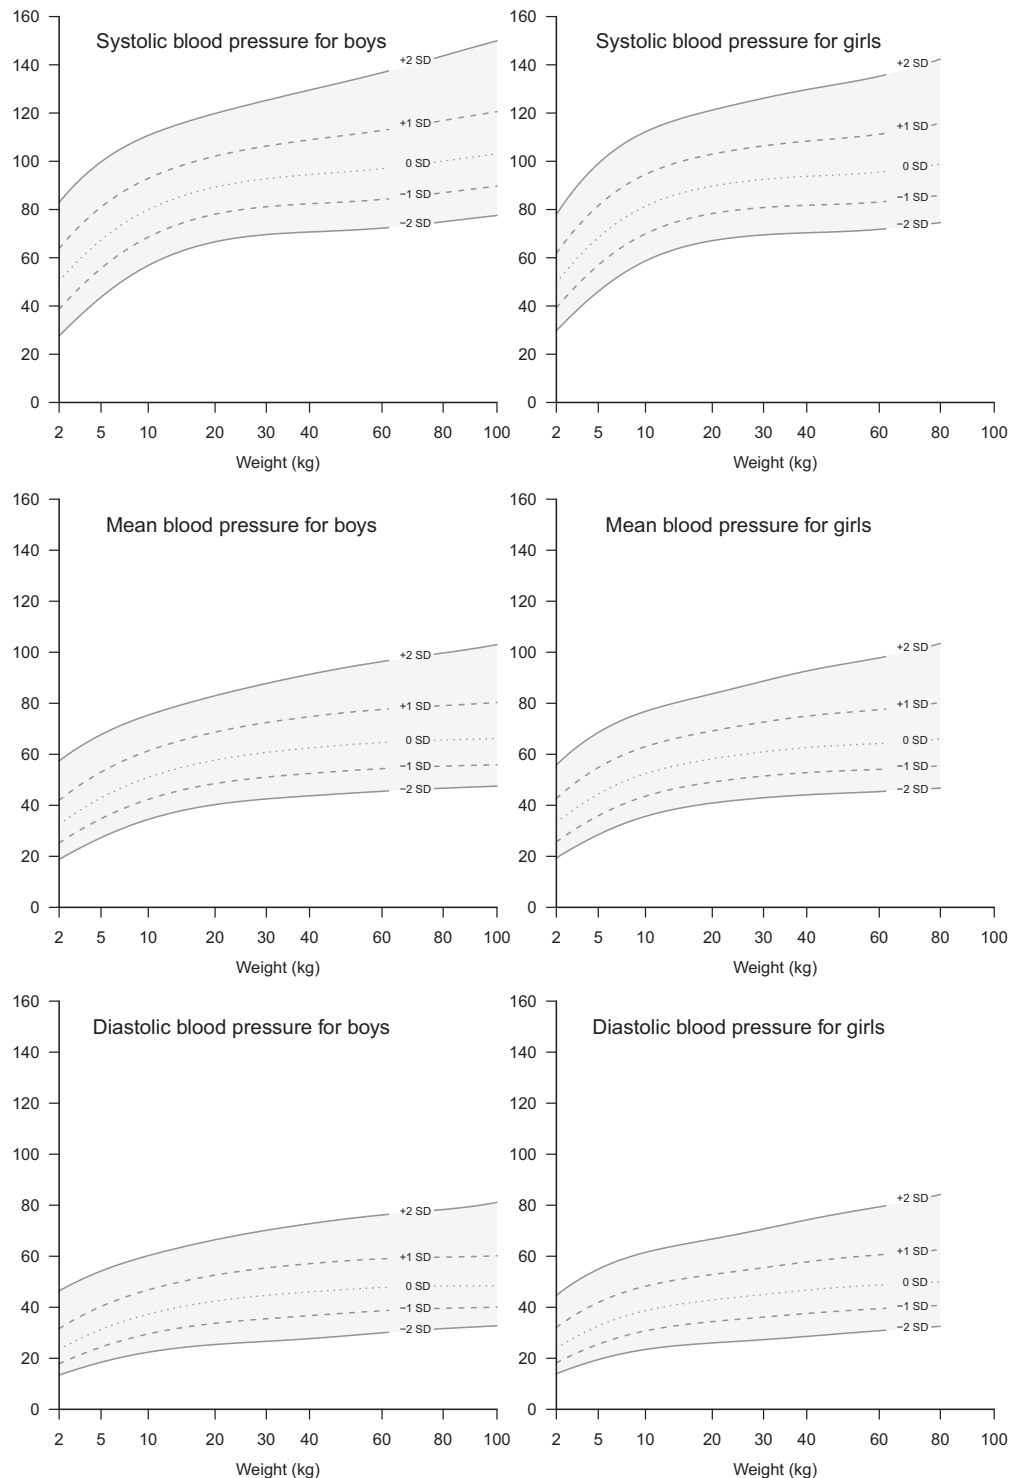 160
140
120
100
80
60
40
20
0
Systolic blood pressure for boys
+2 SD
+1 SD
0 SD
−1 SD
−2 SD
2 5 10 20 30 40 60 80 100
Weight (kg)
160
140
120
100
80
60
40
20
0
Systolic blood pressure for girls
+2 SD
+1 SD
0 SD
−1 SD
−2 SD
2 5 10 20 30 40 60 80 100
Weight (kg)
160
140
120
100
80
60
40
20
0
Mean blood pressure for boys
+2 SD
+1 SD
0 SD
−1 SD
−2 SD
2 5 10 20 30 40 60 80 100
Weight (kg)
160
140
120
100
80
60
40
20
0
Mean blood pressure for girls
+2 SD
+1 SD
0 SD
−1 SD
−2 SD
2 5 10 20 30 40 60 80 100
Weight (kg)
160
140
120
100
80
60
40
20
0
Diastolic blood pressure for boys
+2 SD
+1 SD
0 SD
−1 SD
−2 SD
2 5 10 20 30 40 60 80 100
Weight (kg)
160
140
120
100
80
60
40
20
0
Diastolic blood pressure for girls
+2 SD
+1 SD
0 SD
−1 SD
−2 SD
2 5 10 20 30 40 60 80 100
Weight (kg)